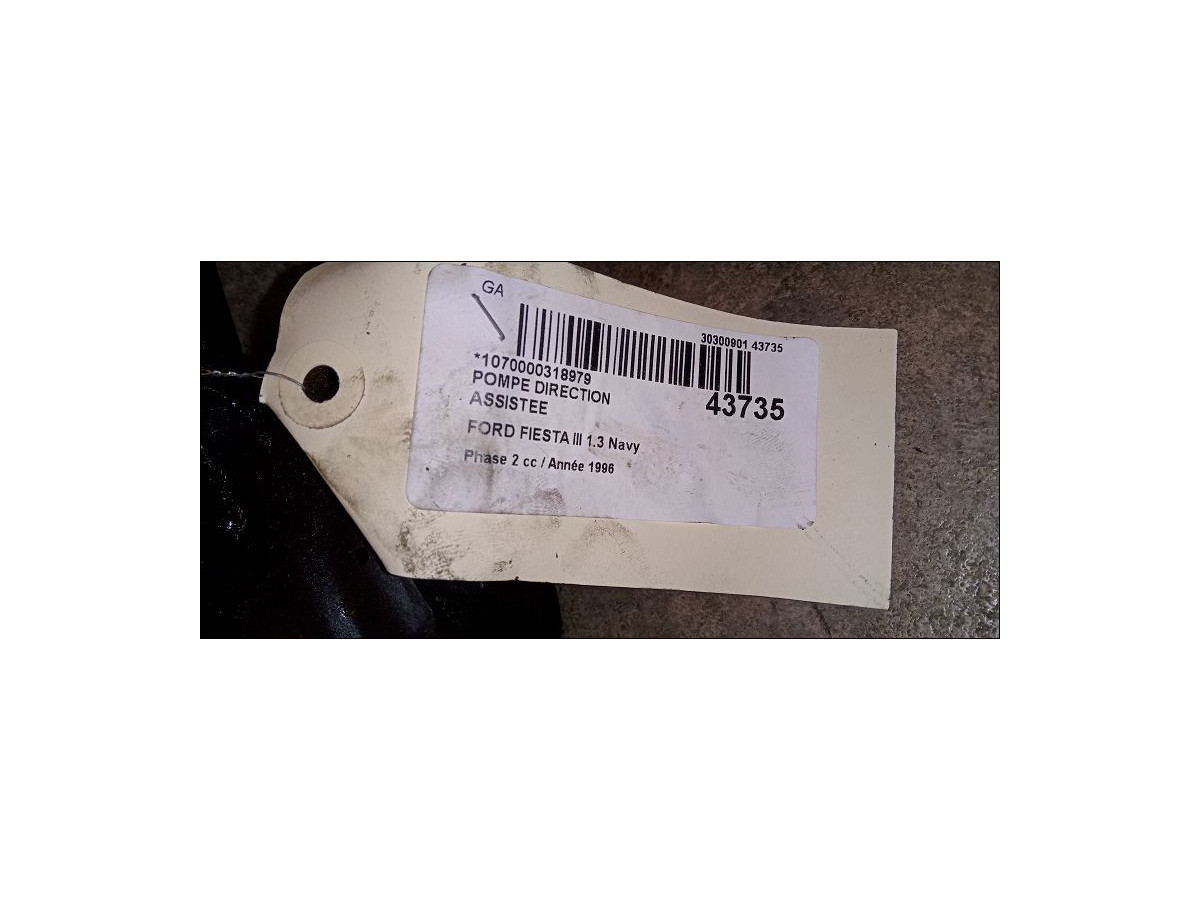 GA
30300901 43735
*1070000318979
POMPE DIRECTION
ASSISTEE
43735
FORD FIESTA III 1.3 Navy
Phase 2 cc / Année 1996